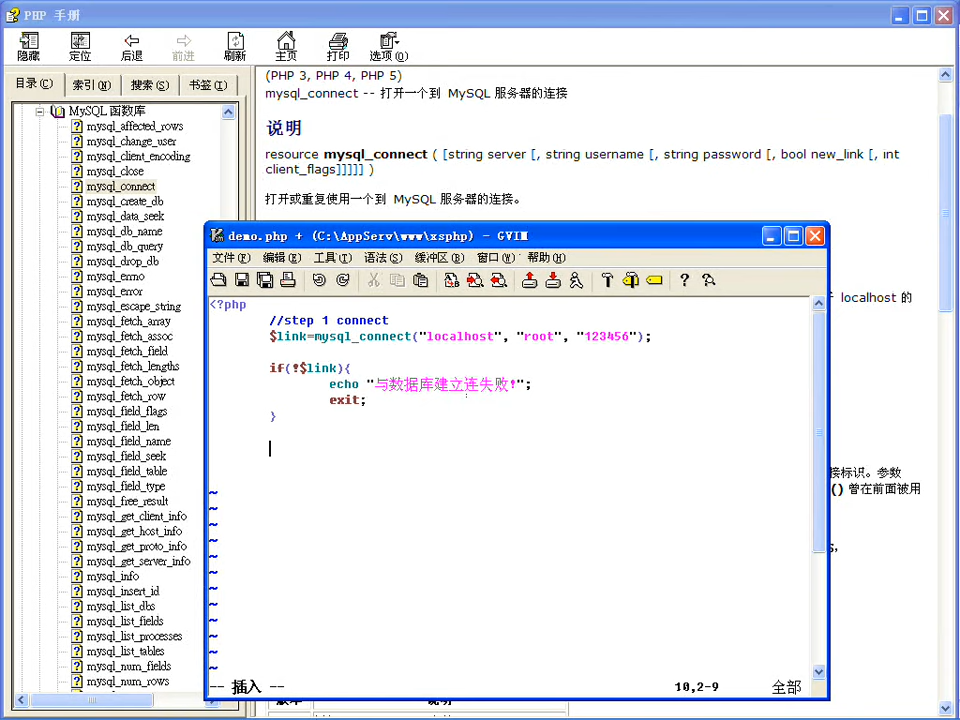 PHP 手册
隐藏 定位 后退 前进 刷新 主页 打印 选项(O)
目录(C) 索引(N) 搜索(S) 书签(I)
MySQL 函数库
mysql_affected_rows
mysql_change_user
mysql_client_encoding
mysql_close
mysql_connect
mysql_create_db
mysql_data_seek
mysql_db_name
mysql_db_query
mysql_drop_db
mysql_errno
mysql_error
mysql_escape_string
mysql_fetch_array
mysql_fetch_assoc
mysql_fetch_field
mysql_fetch_lengths
mysql_fetch_object
mysql_fetch_row
mysql_field_flags
mysql_field_len
mysql_field_name
mysql_field_seek
mysql_field_table
mysql_field_type
mysql_free_result
mysql_get_client_info
mysql_get_host_info
mysql_get_proto_info
mysql_get_server_info
mysql_info
mysql_insert_id
mysql_list_dbs
mysql_list_fields
mysql_list_processes
mysql_list_tables
mysql_num_fields
mysql_num_rows
(PHP 3, PHP 4, PHP 5)
mysql_connect -- 打开一个到 MySQL 服务器的连接
说明
resource mysql_connect ( [string server [, string username [, string password [, bool new_link [, int
client_flags]]]]] )
打开或重复使用一个到 MySQL 服务器的连接。
localhost 的
接标识。参数
() 曾在前面被用
demo.php + (C:\AppServ\www\xsphp) - GVIM
文件(F) 编辑(E) 工具(T) 语法(S) 缓冲区(B) 窗口(W) 帮助(H)
<?php
//step 1 connect
$link=mysql_connect("localhost", "root", "123456");
if(!$link){
echo "与数据库建立连失败!";
exit;
}
~
~
~
~
~
~
~
~
~
~
~
~
-- 插入 -- 10,2-9 全部